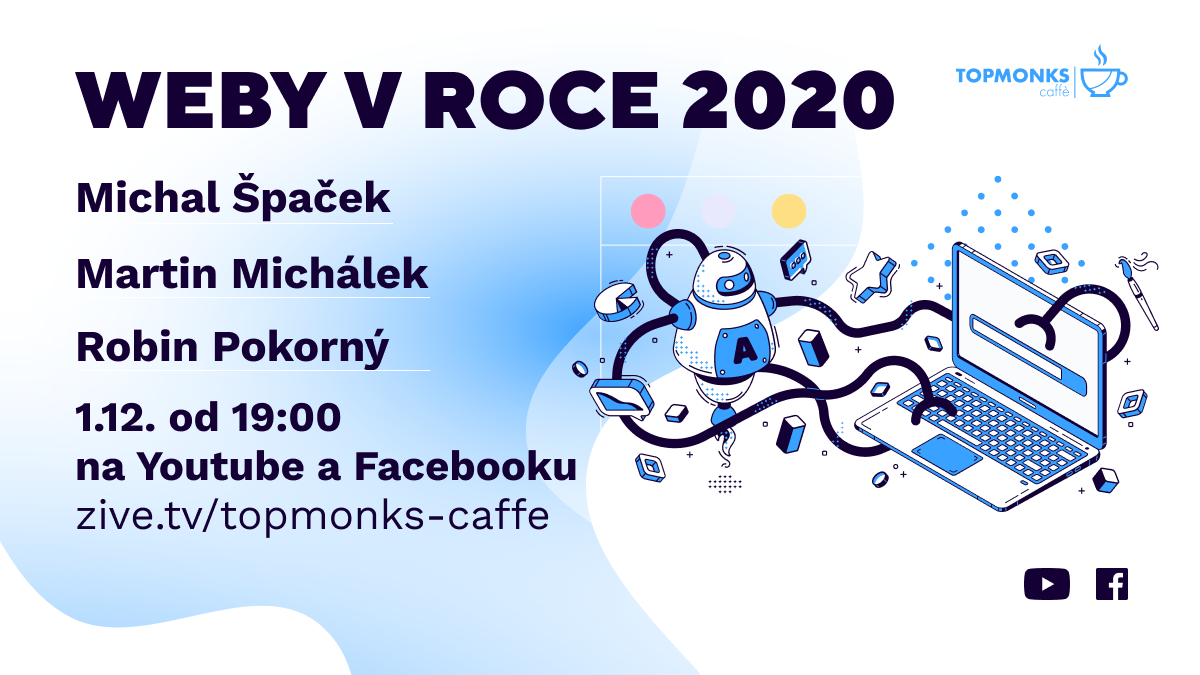 WEBY V ROCE 2020
TOPMONKS
caffè
Michal Špaček
Martin Michálek
Robin Pokorný
1.12. od 19:00
na Youtube a Facebooku
zive.tv/topmonks-caffe
A